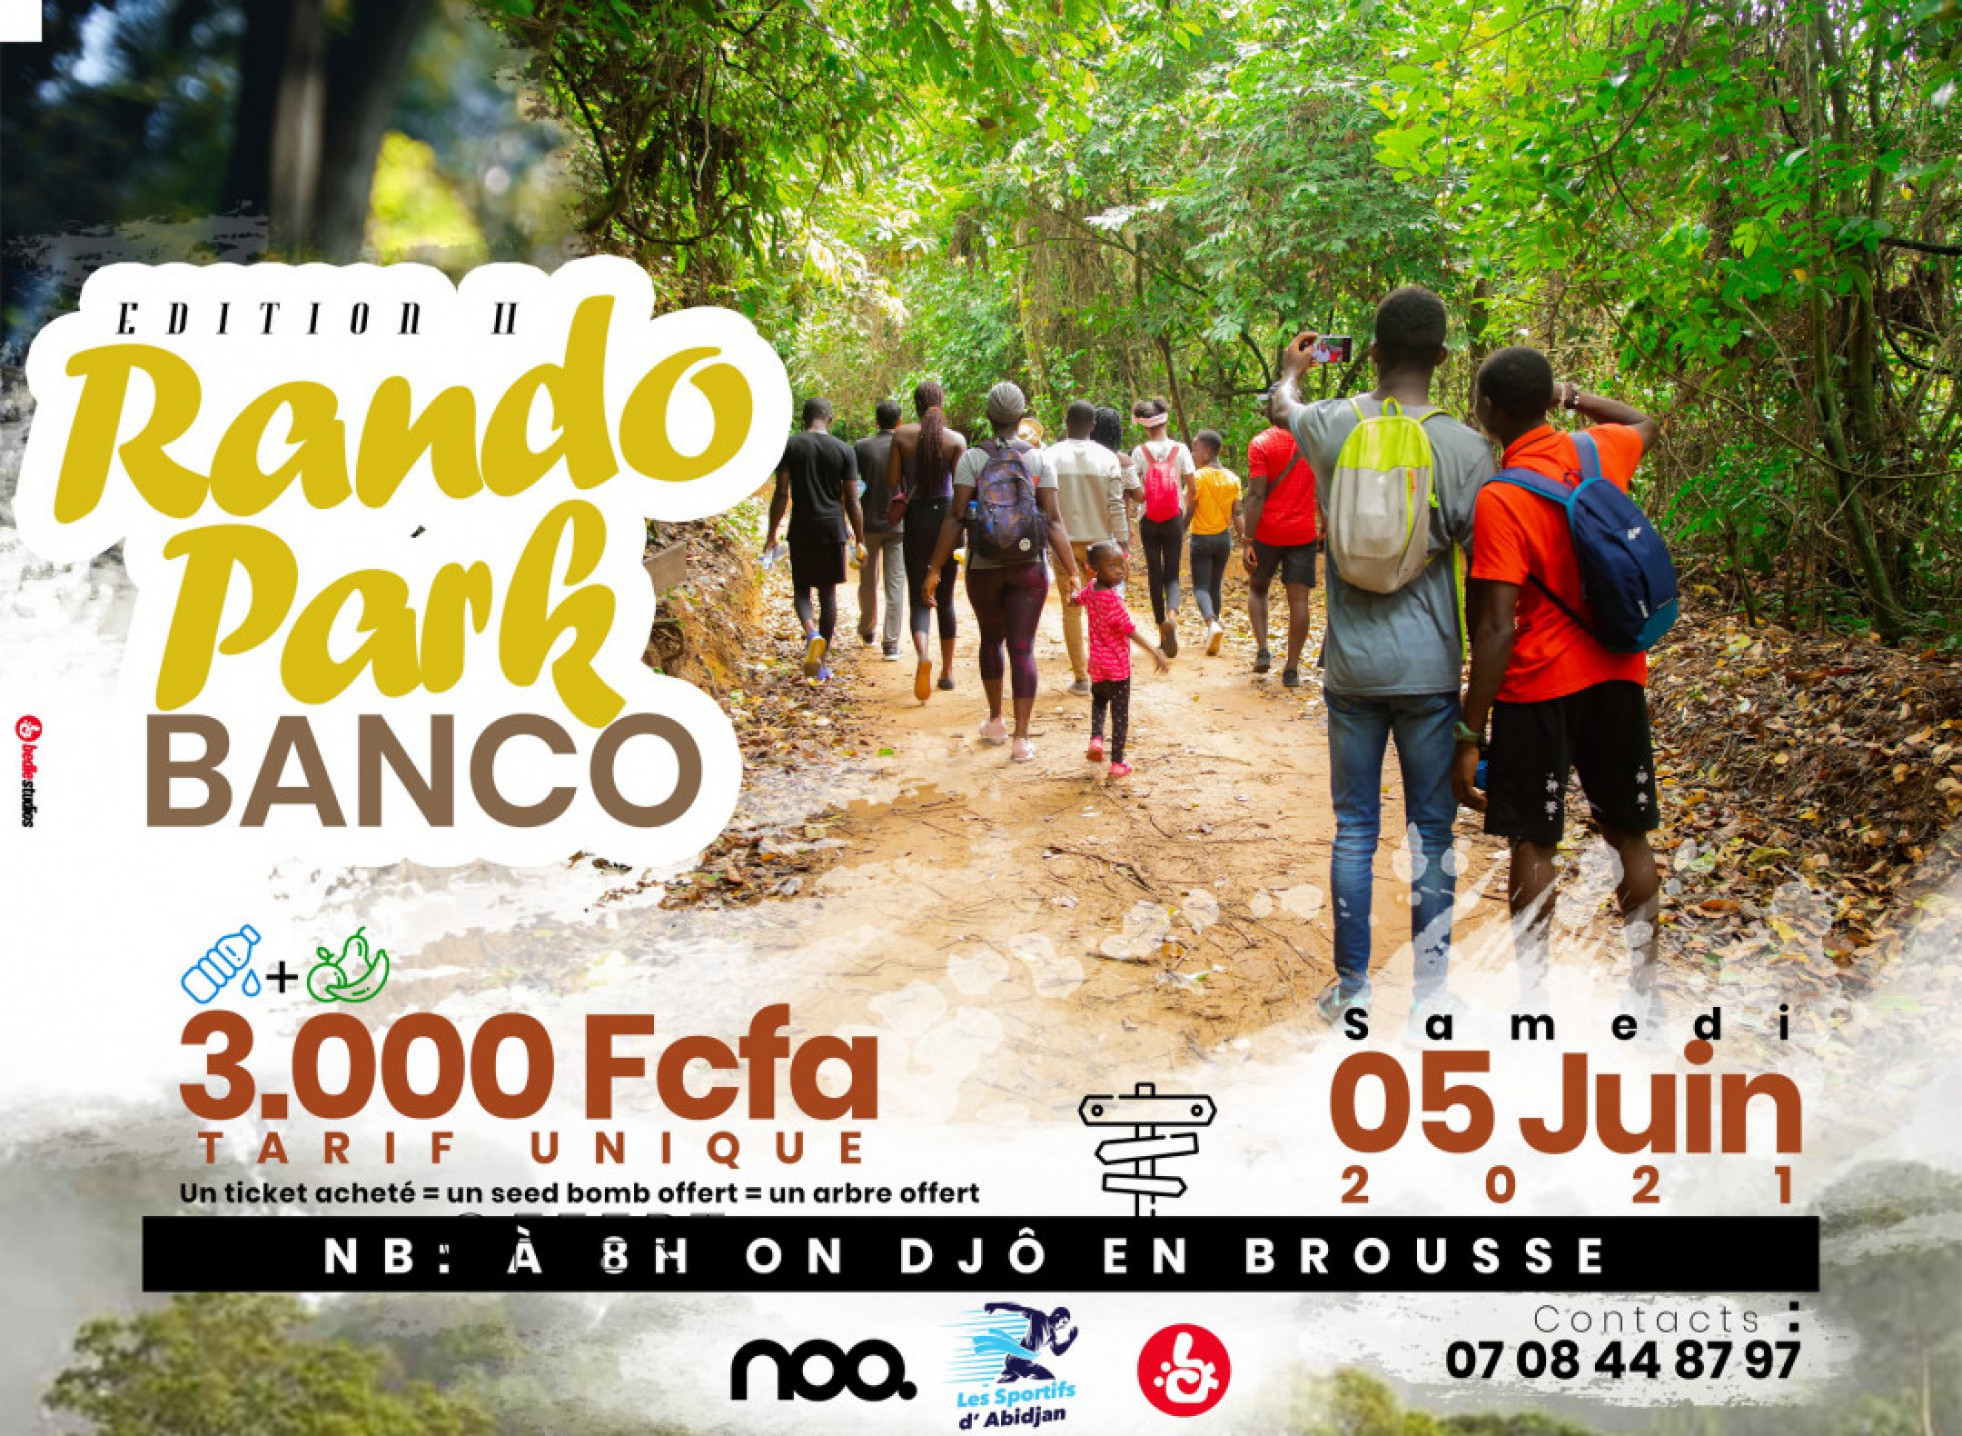 EDITION II
Rando
Park
BANCO
bedie studios
3.000 Fcfa
TARIF UNIQUE
Un ticket acheté = un seed bomb offert = un arbre offert
Samedi
05 Juin
2021
NB: À 8H ON DJÔ EN BROUSSE
noo.
Les Sportifs
d'Abidjan
Contacts :
07 08 44 87 97